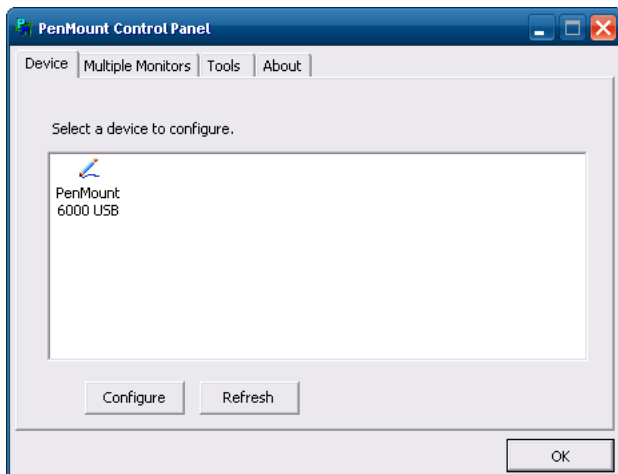 PenMount Control Panel
Device Multiple Monitors Tools About
Select a device to configure.
PenMount
6000 USB
Configure Refresh
OK